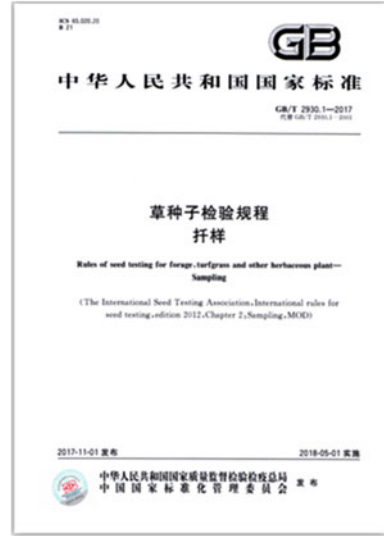 ICS 65.020.20
B 21
GB
中华人民共和国国家标准
GB/T 2930.1—2017
代替 GB/T 2930.1—2001
草种子检验规程
扦样
Rules of seed testing for forage, turfgrass and other herbaceous plant—
Sampling
(The International Seed Testing Association, International rules for
seed testing, edition 2012, Chapter 2: Sampling, MOD)
2017-11-01 发布
2018-05-01 实施
中华人民共和国国家质量监督检验检疫总局
中国国家标准化管理委员会
发布